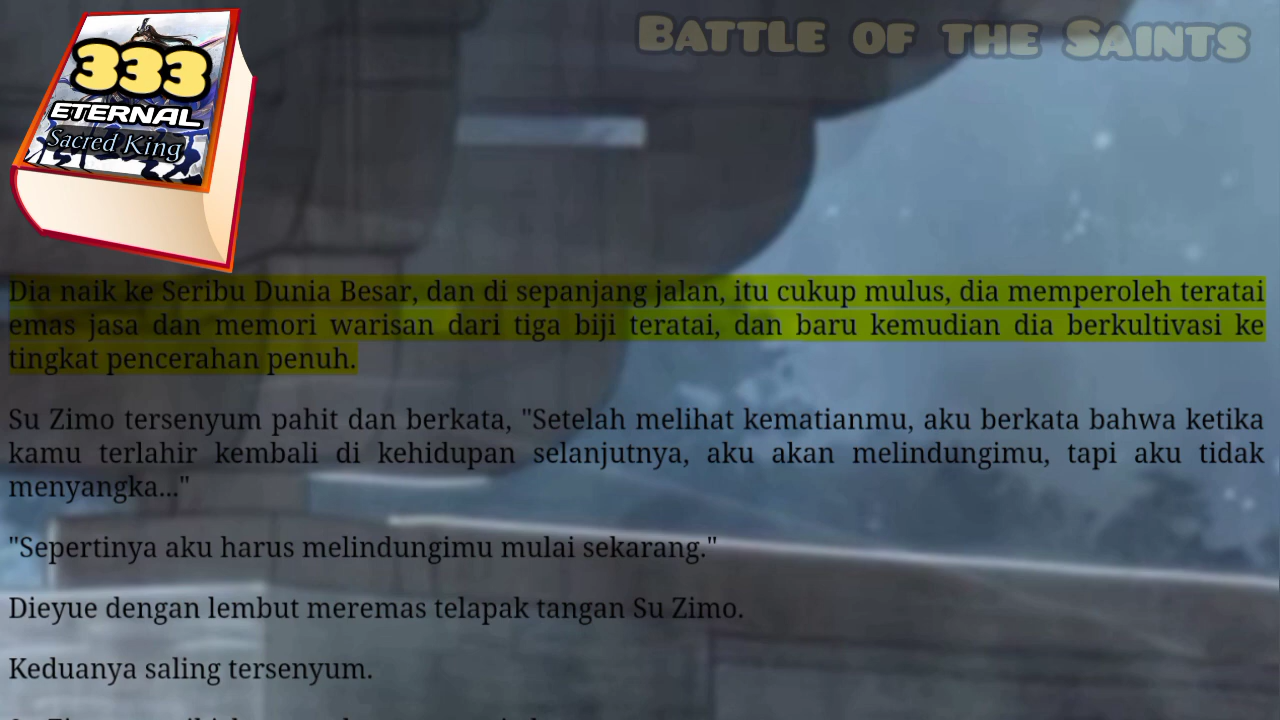 BATTLE OF THE SAINTS
333
ETERNAL
Sacred King
Dia naik ke Seribu Dunia Besar, dan di sepanjang jalan, itu cukup mulus, dia memperoleh teratai
emas jasa dan memori warisan dari tiga biji teratai, dan baru kemudian dia berkultivasi ke
tingkat pencerahan penuh.
Su Zimo tersenyum pahit dan berkata, "Setelah melihat kematianmu, aku berkata bahwa ketika
kamu terlahir kembali di kehidupan selanjutnya, aku akan melindungimu, tapi aku tidak
menyangka..."
"Sepertinya aku harus melindungimu mulai sekarang."
Dieyue dengan lembut meremas telapak tangan Su Zimo.
Keduanya saling tersenyum.